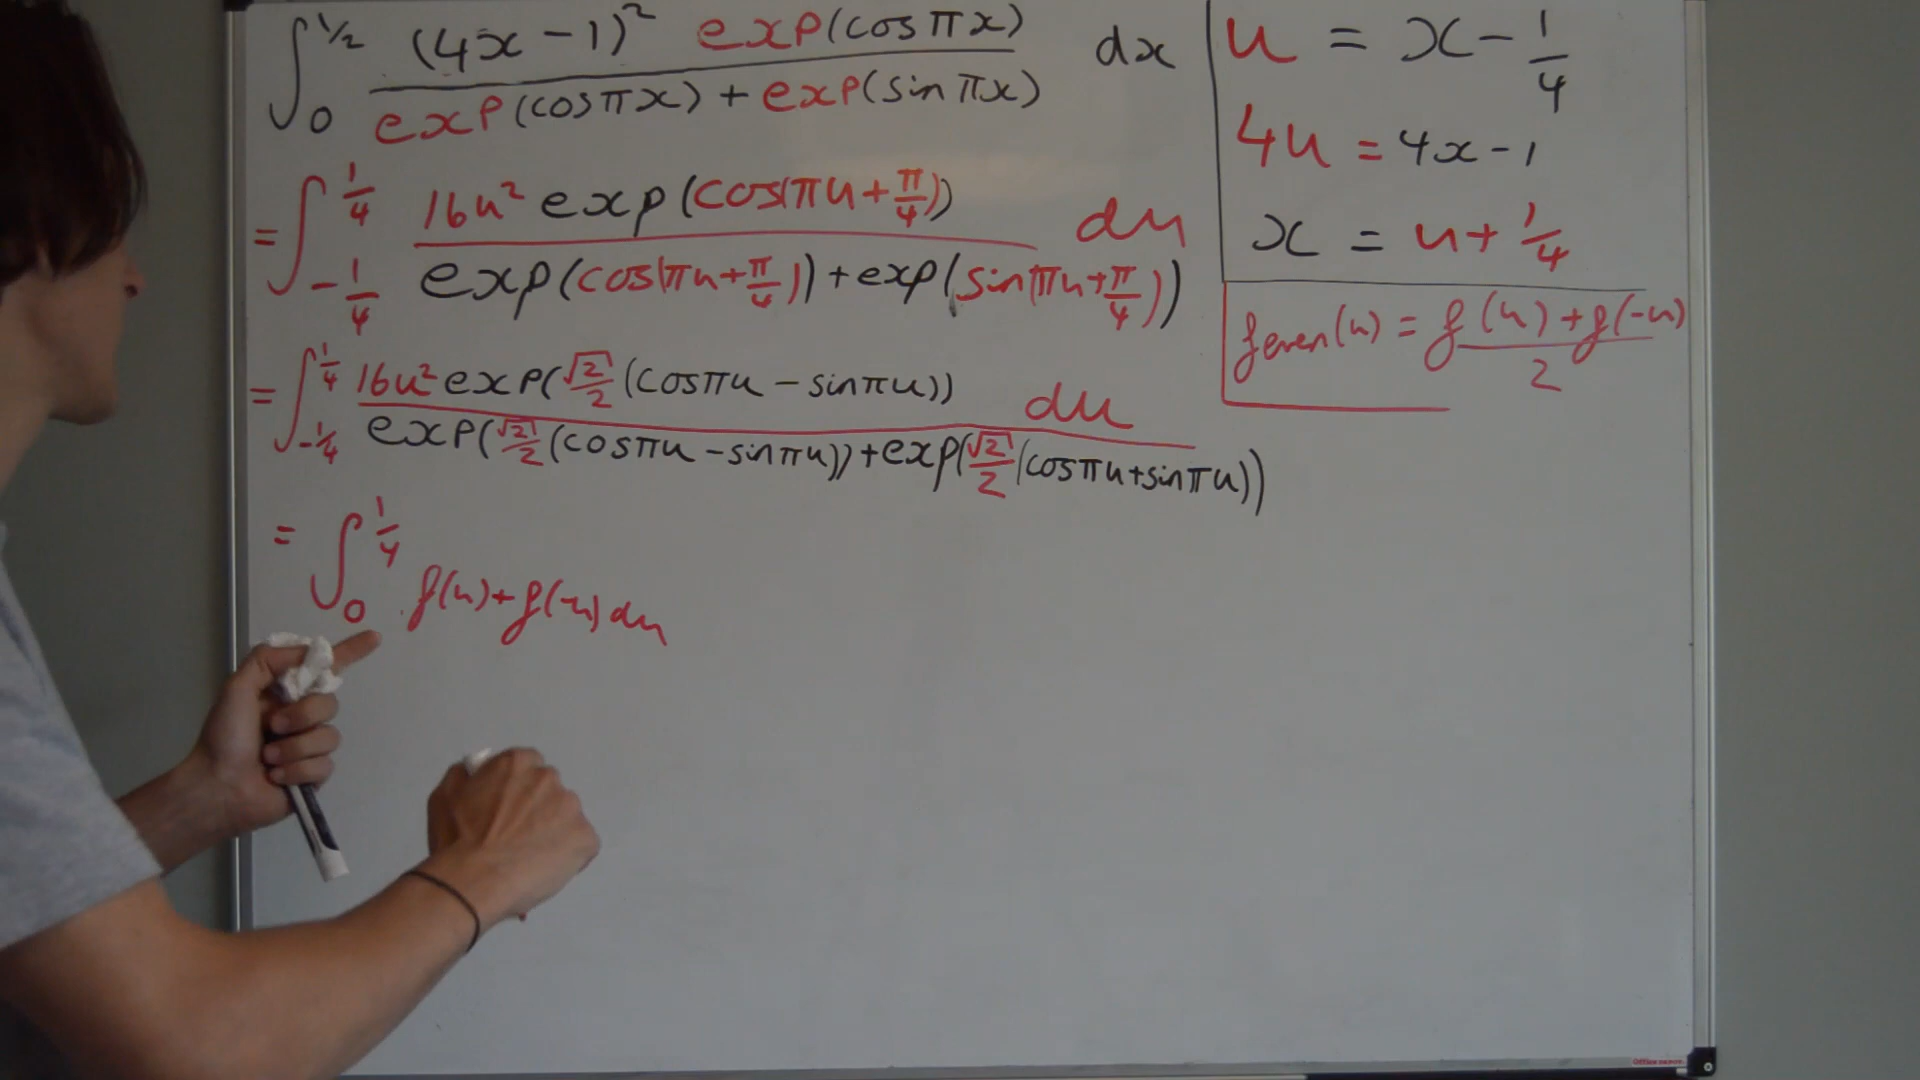 ∫₀^{1/2} (4x - 1)² exp(cos πx) / exp(cos πx) + exp(sin πx) dx
= ∫_{-1/4}^{1/4} 16u² exp(cos(πu + π/4)) / exp(cos(πu + π/4)) + exp(sin(πu + π/4)) du
= ∫_{-1/4}^{1/4} 16u² exp(√2/2 (cos πu - sin πu)) / exp(√2/2 (cos πu - sin πu)) + exp(√2/2 (cos πu + sin πu)) du
= ∫₀^{1/4} f(u) + f(-u) du
u = x - 1/4
4u = 4x - 1
x = u + 1/4
f even(u) = f(u) + f(-u) / 2